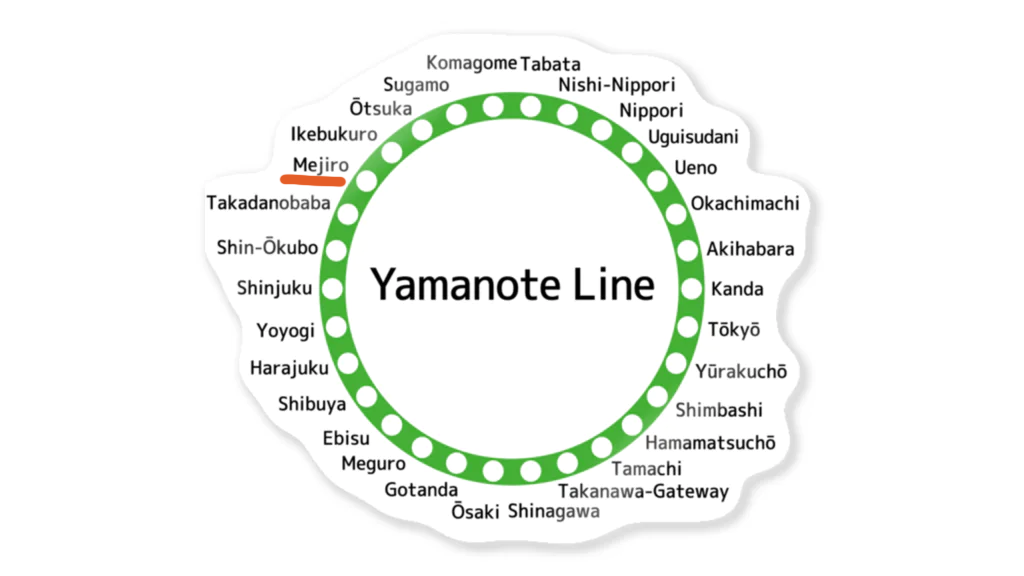 Komagome Tabata
Sugamo Nishi-Nippori
Ōtsuka Nippori
Ikebukuro Uguisudani
Mejiro Ueno
Takadanobaba Okachimachi
Shin-Ōkubo Akihabara
Yamanote Line
Shinjuku Kanda
Yoyogi Tōkyō
Harajuku Yūrakuchō
Shibuya Shimbashi
Ebisu Hamamatsuchō
Meguro Tamachi
Gotanda Takanawa-Gateway
Ōsaki Shinagawa